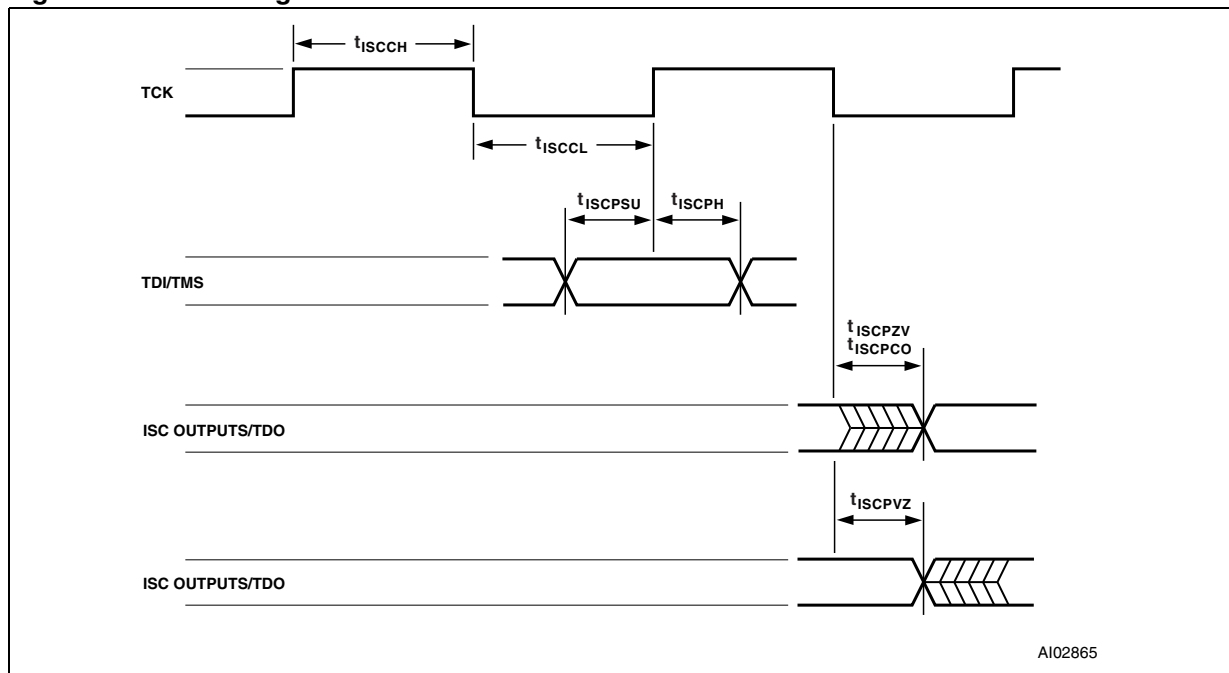 tISCCH
TCK
tISCCL
tISCPSU
tISCPH
TDI/TMS
tISCPZV
tISCPCO
ISC OUTPUTS/TDO
tISCPVZ
ISC OUTPUTS/TDO
AI02865